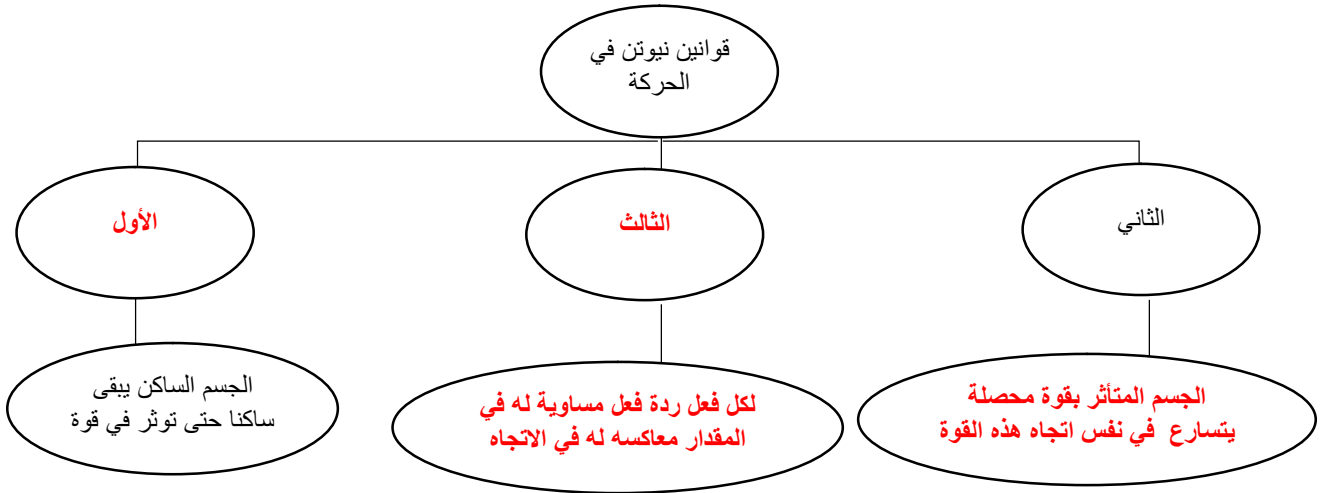 قوانين نيوتن في
الحركة
الثاني
الثالث
الأول
الجسم المتأثر بقوة محصلة
يتسارع في نفس اتجاه هذه القوة
لكل فعل ردة فعل مساوية له في
المقدار معاكسه له في الاتجاه
الجسم الساكن يبقى
ساكنا حتى توثر في قوة